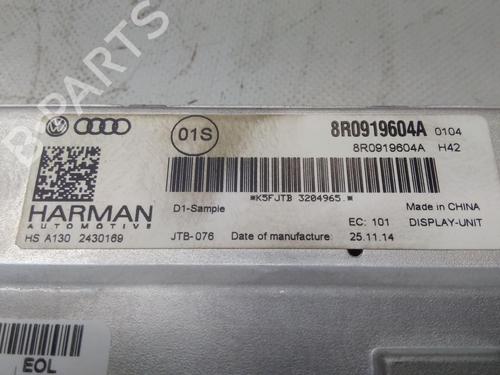 01S
8R0919604A 0104
8R0919604A H42
*K5FJTB 3204965.*
HARMAN
AUTOMOTIVE
D1-Sample
Made in CHINA
EC: 101 DISPLAY-UNIT
HS A130 2430169
JTB-076 Date of manufacture: 25.11.14
EOL
B-PARTS